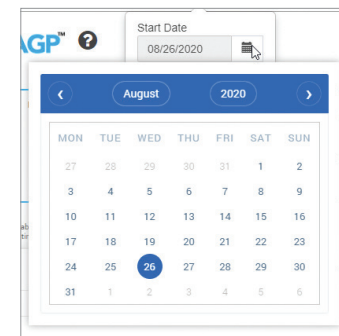 AGP™ ?
Start Date
08/26/2020
‹ August 2020 ›
MON TUE WED THU FRI SAT SUN
27 28 29 30 31 1 2
3 4 5 6 7 8 9
10 11 12 13 14 15 16
17 18 19 20 21 22 23
24 25 26 27 28 29 30
31 1 2 3 4 5 6